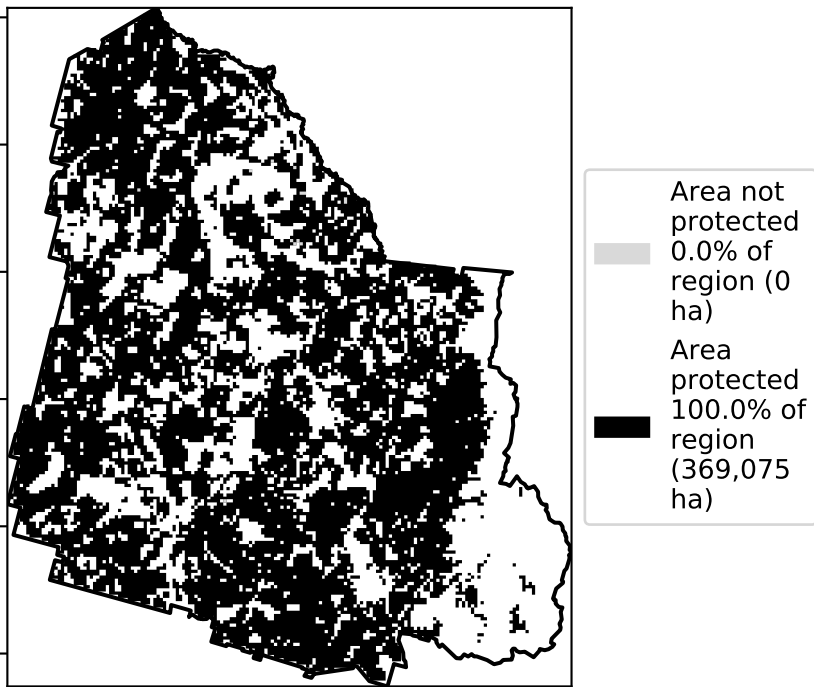 Area not
protected
0.0% of
region (0
ha)
Area
protected
100.0% of
region
(369,075
ha)